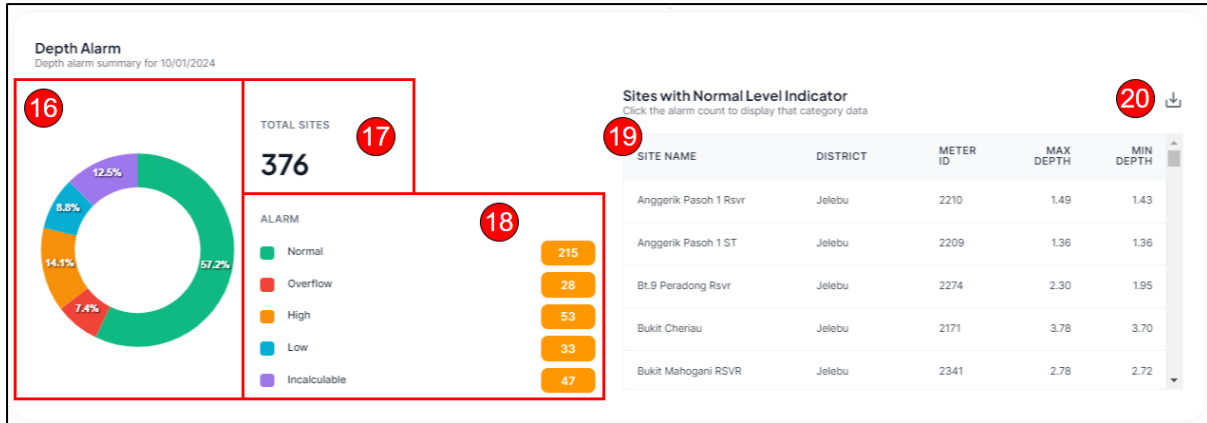 Depth Alarm
Depth alarm summary for 10/01/2024
16
12.5%
8.8%
14.1%
57.2%
7.4%
TOTAL SITES
17
376
ALARM
18
Normal 215
Overflow 28
High 53
Low 33
Incalculable 47
Sites with Normal Level Indicator
Click the alarm count to display that category data
20
19
SITE NAME DISTRICT METER ID MAX DEPTH MIN DEPTH
Anggerik Pasoh 1 Rsvr Jelebu 2210 1.49 1.43
Anggerik Pasoh 1 ST Jelebu 2209 1.36 1.36
Bt.9 Peradong Rsvr Jelebu 2274 2.30 1.95
Bukit Cheriau Jelebu 2171 3.78 3.70
Bukit Mahogani RSVR Jelebu 2341 2.78 2.72